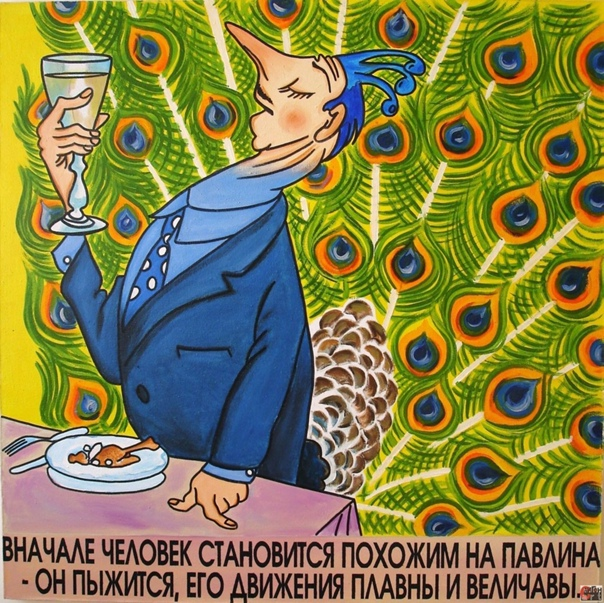 ВНАЧАЛЕ ЧЕЛОВЕК СТАНОВИТСЯ ПОХОЖИМ НА ПАВЛИНА
- ОН ПЫЖИТСЯ, ЕГО ДВИЖЕНИЯ ПЛАВНЫ И ВЕЛИЧАВЫ.